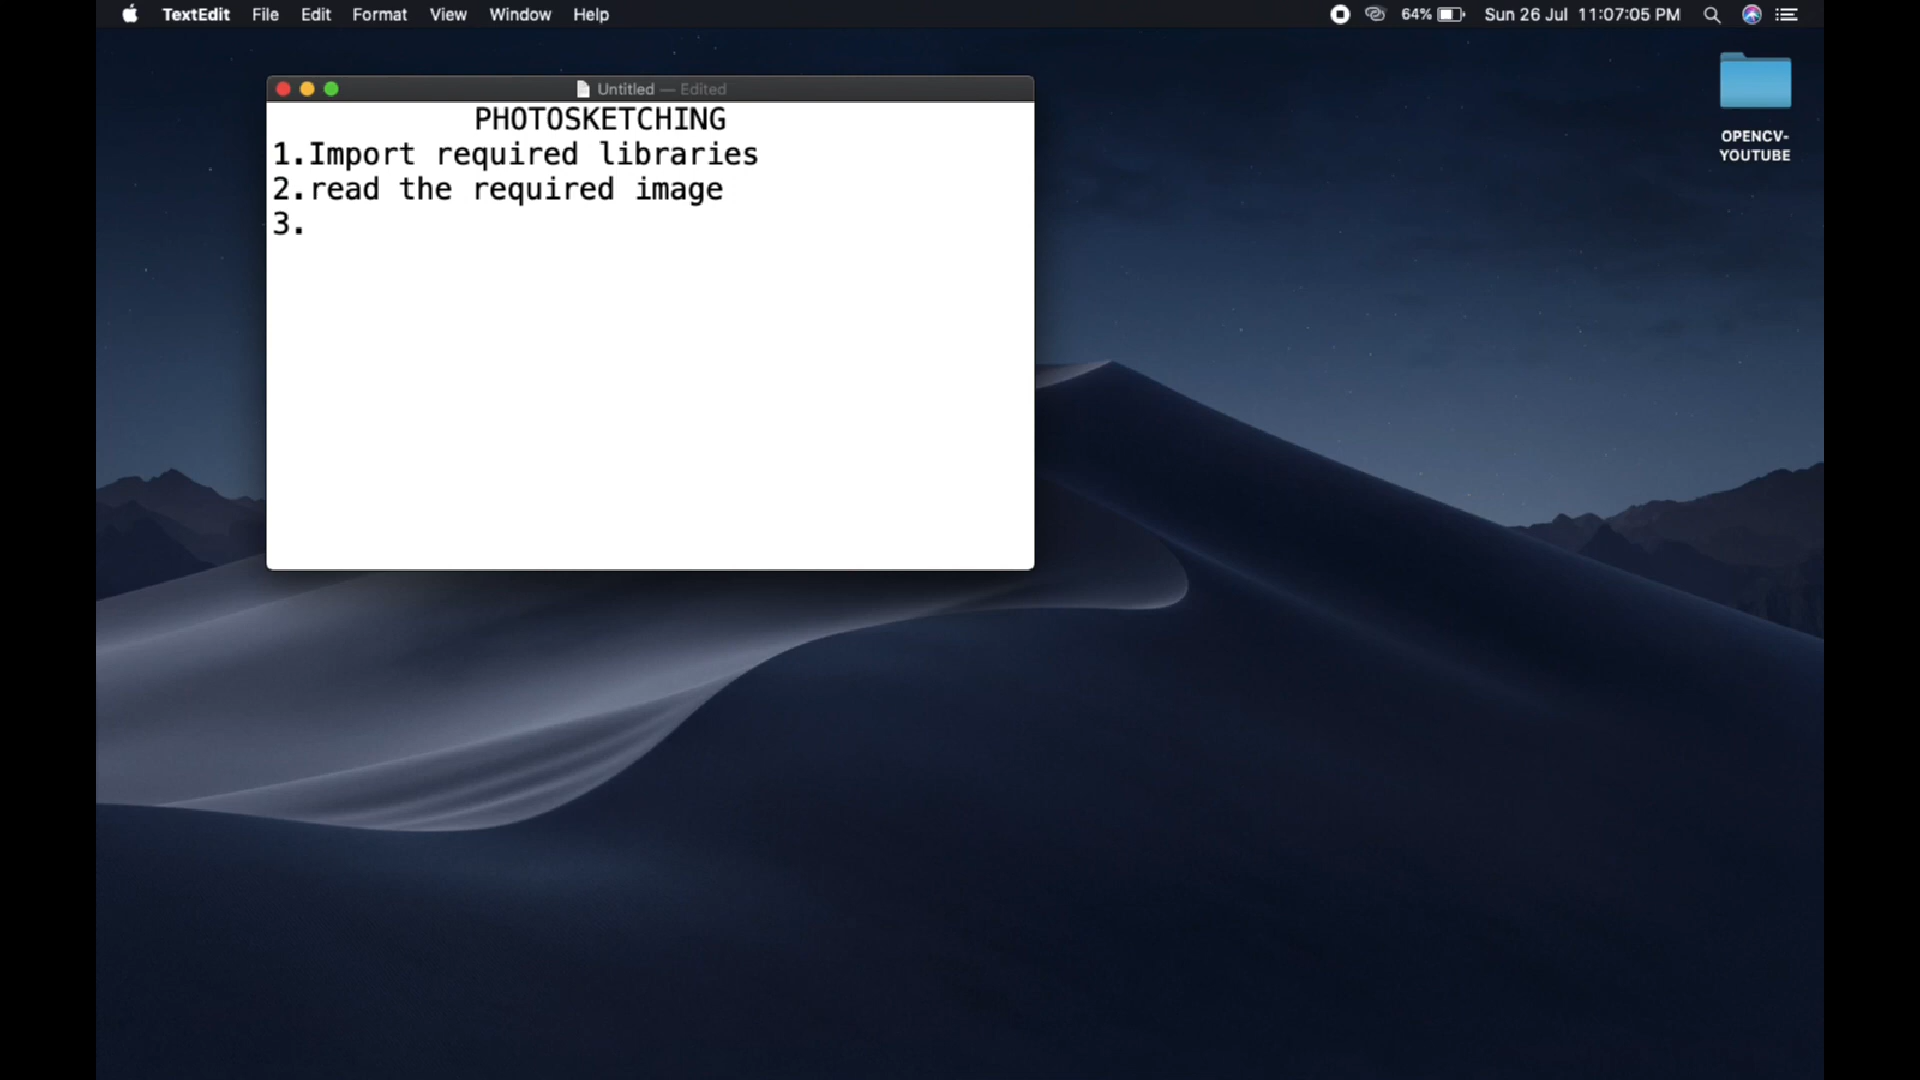 TextEdit File Edit Format View Window Help 64% Sun 26 Jul 11:07:05 PM
Untitled — Edited
PHOTOSKETCHING
1.Import required libraries
2.read the required image
3.
OPENCV-
YOUTUBE